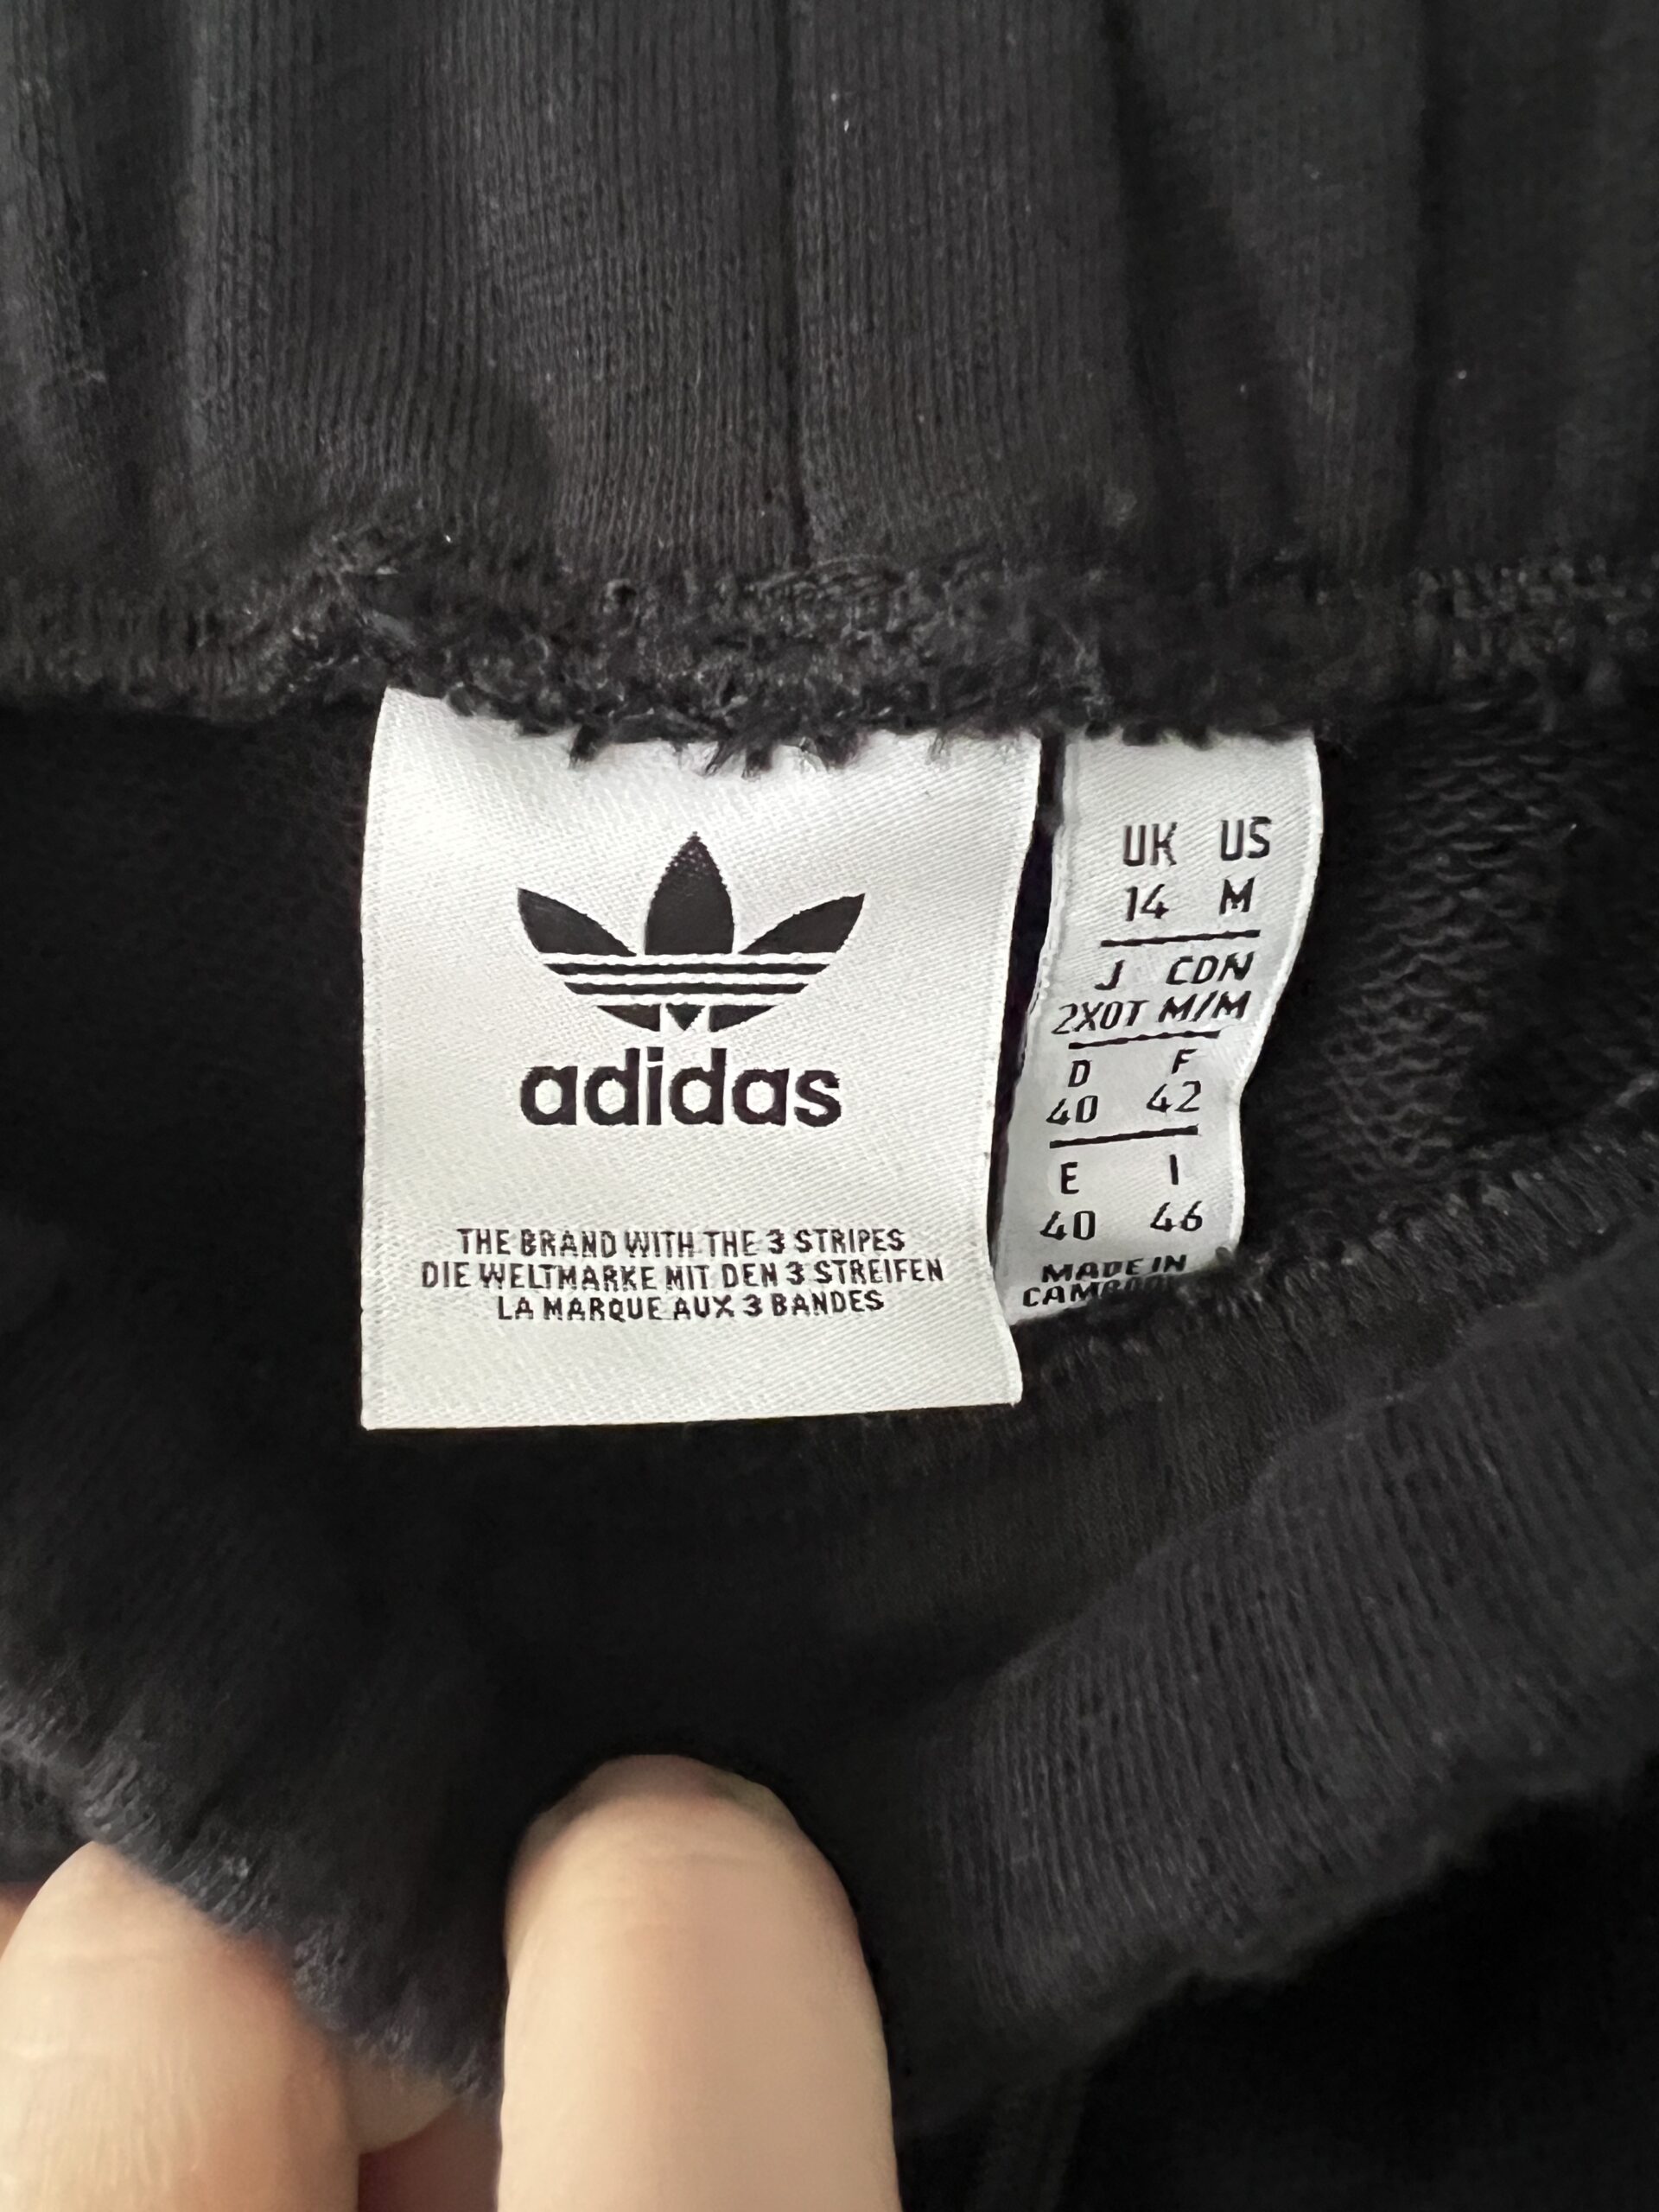 adidas
THE BRAND WITH THE 3 STRIPES
DIE WELTMARKE MIT DEN 3 STREIFEN
LA MARQUE AUX 3 BANDES
UK US
14 M
J CDN
2XOT M/M
D F
40 42
E I
40 46
MADE IN